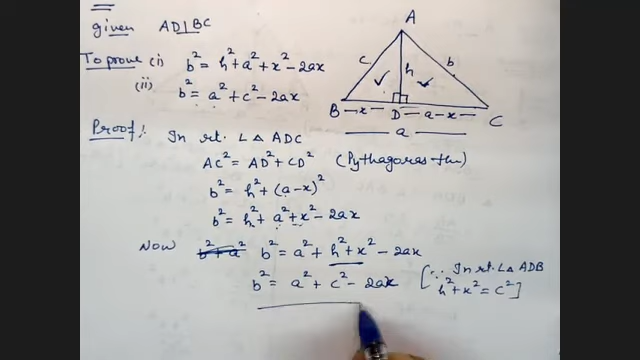 given AD⊥BC
To prove (i) b² = h² + a² + x² - 2ax
(ii) b² = a² + c² - 2ax
A
c
h
b
B -x- D -a-x- C
a
Proof: In rt. L△ ADC
AC² = AD² + CD² (Pythagoras thm)
b² = h² + (a-x)²
b² = h² + a² + x² - 2ax
Now b² + a² b² = a² + h² + x² - 2ax
b² = a² + c² - 2ax [∵ In rt. L△ ADB
h² + x² = c²]